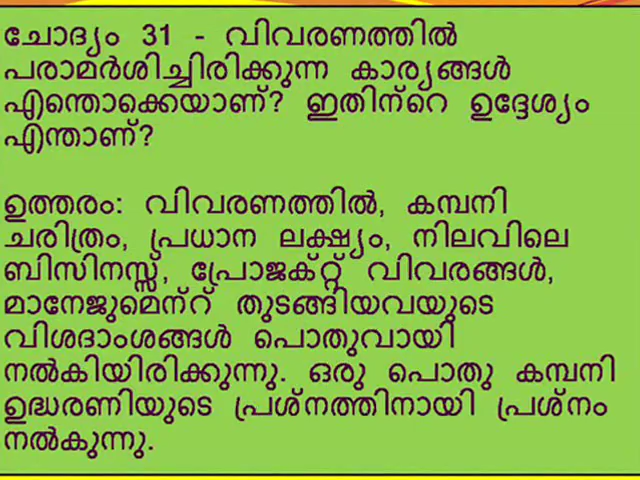 ചോദ്യം 31 - വിവരണത്തിൽ
പരാമർശിച്ചിരിക്കുന്ന കാര്യങ്ങൾ
എന്തൊക്കെയാണ്? ഇതിന്റെ ഉദ്ദേശ്യം
എന്താണ്?
ഉത്തരം: വിവരണത്തിൽ, കമ്പനി
ചരിത്രം, പ്രധാന ലക്ഷ്യം, നിലവിലെ
ബിസിനസ്സ്, പ്രോജക്റ്റ് വിവരങ്ങൾ,
മാനേജുമെന്റ് തുടങ്ങിയവയുടെ
വിശദാംശങ്ങൾ പൊതുവായി
നൽകിയിരിക്കുന്നു. ഒരു പൊതു കമ്പനി
ഉദ്ധരണിയുടെ പ്രശ്നത്തിനായി പ്രശ്നം
നൽകുന്നു.